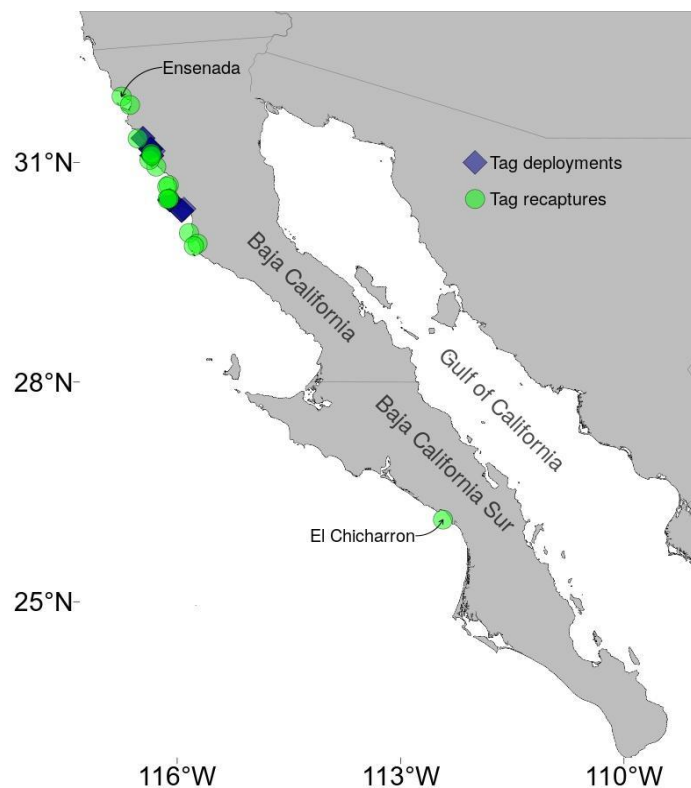 Ensenada
31°N
Tag deployments
Tag recaptures
Baja California
Gulf of California
28°N
Baja California Sur
El Chicharron
25°N
116°W
113°W
110°W